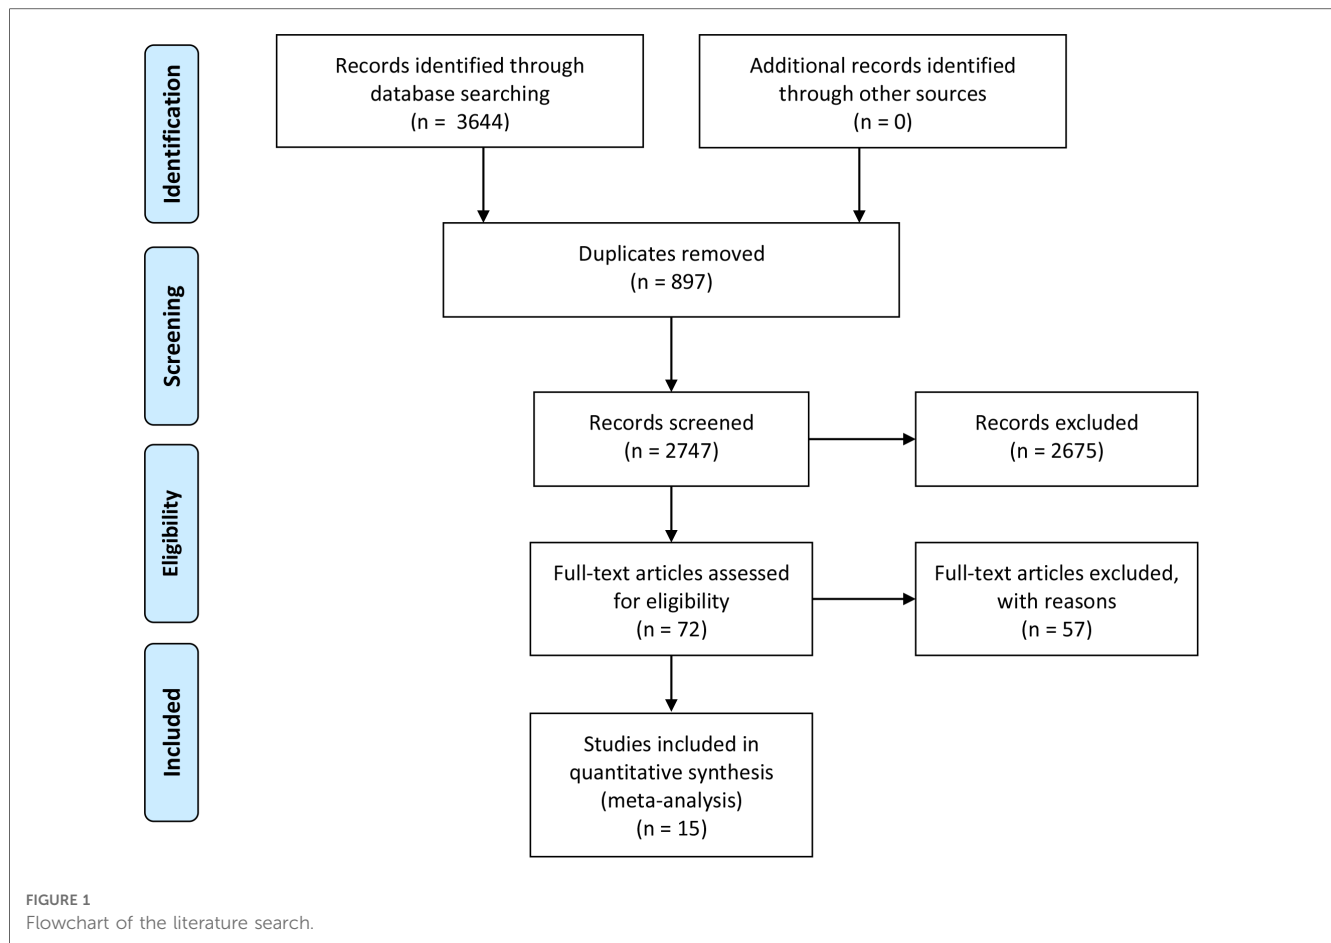 Identification
Records identified through
database searching
(n =  3644)
Additional records identified
through other sources
(n = 0)
Screening
Duplicates removed
(n = 897)
Records screened
(n = 2747)
Records excluded
(n = 2675)
Eligibility
Full-text articles assessed
for eligibility
(n = 72)
Full-text articles excluded,
with reasons
(n = 57)
Included
Studies included in
quantitative synthesis
(meta-analysis)
(n = 15)
FIGURE 1
Flowchart of the literature search.